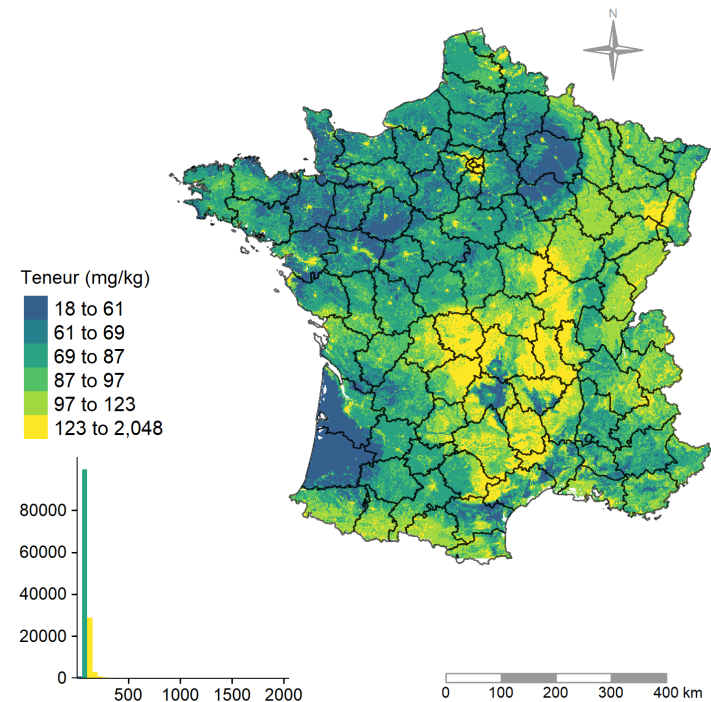 N
Teneur (mg/kg)
18 to 61
61 to 69
69 to 87
87 to 97
97 to 123
123 to 2,048
80000
60000
40000
20000
0
500 1000 1500 2000
0 100 200 300 400 km